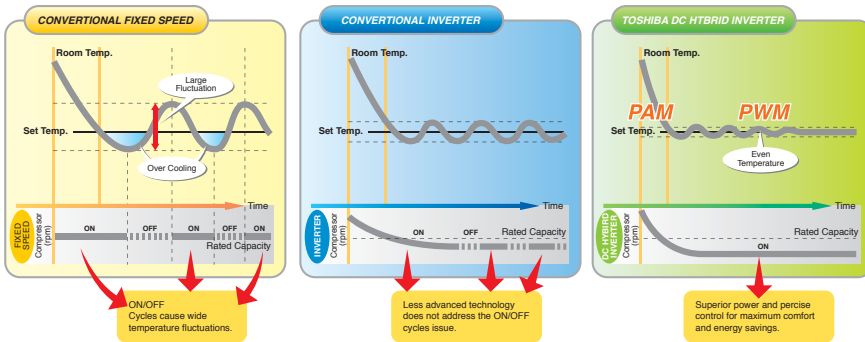 CONVERTIONAL FIXED SPEED
Room Temp.
Large
Fluctuation
Set Temp.
Over Cooling
Time
FIXED
SPEED
Compressor
(rpm)
ON
OFF
ON
OFF
ON
Rated Capacity
ON/OFF
Cycles cause wide
temperature fluctuations.
CONVENTIONAL INVERTER
Room Temp.
Set Temp.
Time
INVERTER
Compressor
(rpm)
ON
OFF
Rated Capacity
Less advanced technology
does not address the ON/OFF
cycles issue.
TOSHIBA DC HTBRID INVERTER
Room Temp.
PAM
PWM
Set Temp.
Even
Temperature
Time
DC HYBIRD
INVERTER
Compressor
(rpm)
Rated Capacity
ON
Superior power and percise
control for maximum comfort
and energy savings.